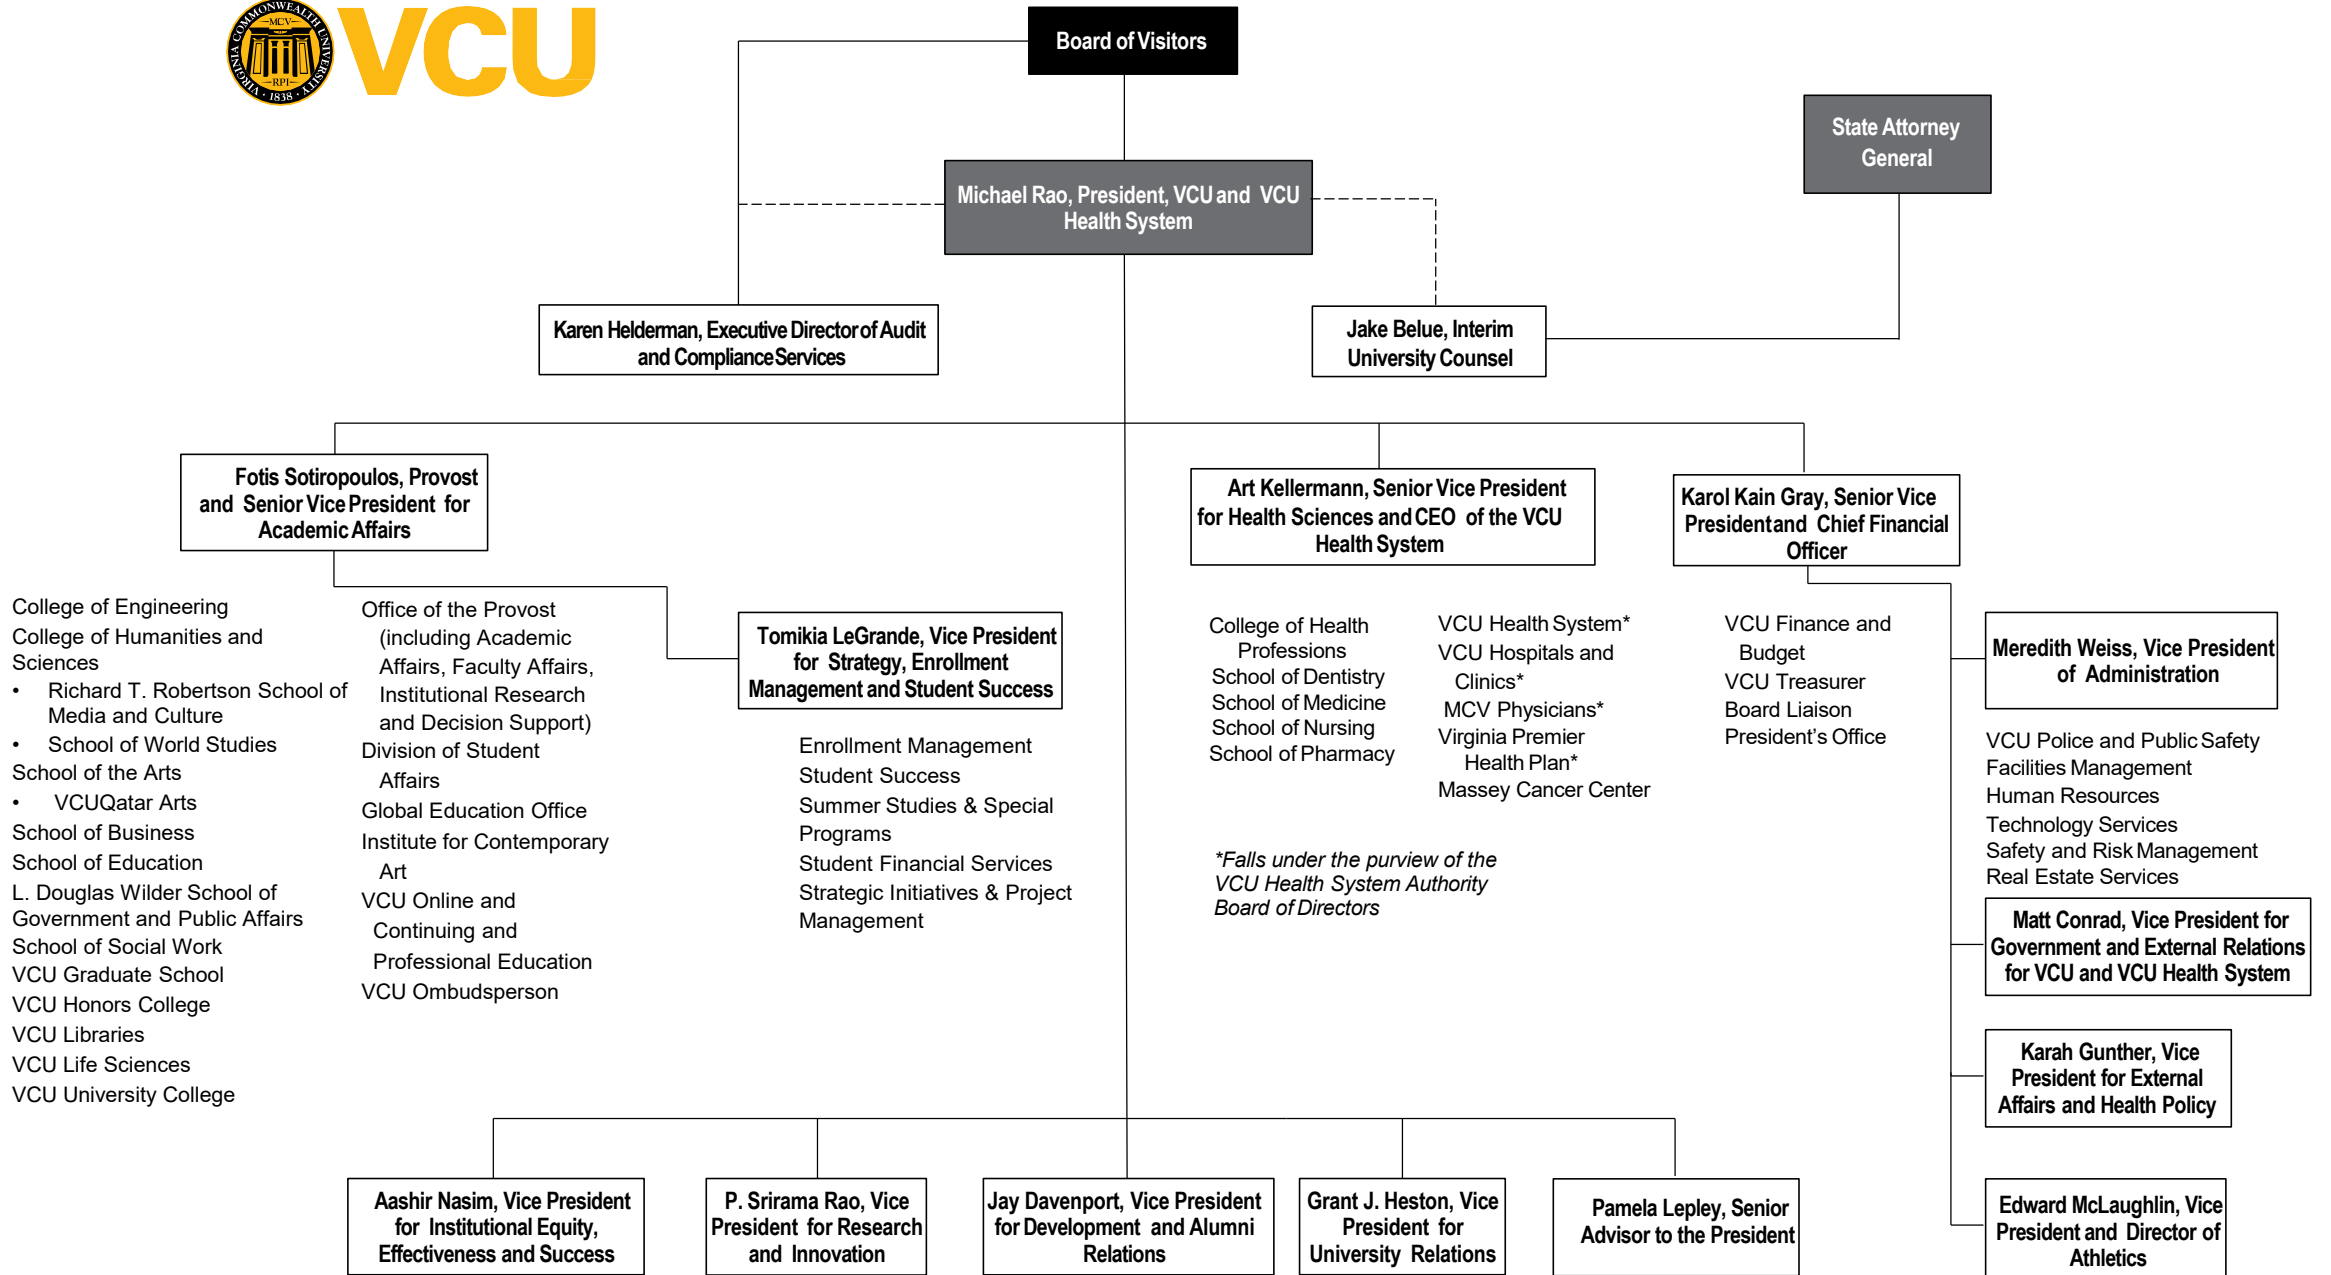 VIRGINIA COMMONWEALTH UNIVERSITY
MCV
RPI
· 1838 ·
VCU
Board of Visitors
State Attorney
General
Michael Rao, President, VCU and VCU
Health System
Karen Helderman, Executive Director of Audit
and Compliance Services
Jake Belue, Interim
University Counsel
Fotis Sotiropoulos, Provost
and Senior Vice President for
Academic Affairs
Art Kellermann, Senior Vice President
for Health Sciences and CEO of the VCU
Health System
Karol Kain Gray, Senior Vice
President and Chief Financial
Officer
College of Engineering
College of Humanities and
Sciences
• Richard T. Robertson School of
Media and Culture
• School of World Studies
School of the Arts
• VCUQatar Arts
School of Business
School of Education
L. Douglas Wilder School of
Government and Public Affairs
School of Social Work
VCU Graduate School
VCU Honors College
VCU Libraries
VCU Life Sciences
VCU University College
Office of the Provost
(including Academic
Affairs, Faculty Affairs,
Institutional Research
and Decision Support)
Division of Student
Affairs
Global Education Office
Institute for Contemporary
Art
VCU Online and
Continuing and
Professional Education
VCU Ombudsperson
Tomikia LeGrande, Vice President
for Strategy, Enrollment
Management and Student Success
Enrollment Management
Student Success
Summer Studies & Special
Programs
Student Financial Services
Strategic Initiatives & Project
Management
College of Health
Professions
School of Dentistry
School of Medicine
School of Nursing
School of Pharmacy
VCU Health System*
VCU Hospitals and
Clinics*
MCV Physicians*
Virginia Premier
Health Plan*
Massey Cancer Center
*Falls under the purview of the
VCU Health System Authority
Board of Directors
VCU Finance and
Budget
VCU Treasurer
Board Liaison
President's Office
Meredith Weiss, Vice President
of Administration
VCU Police and Public Safety
Facilities Management
Human Resources
Technology Services
Safety and Risk Management
Real Estate Services
Matt Conrad, Vice President for
Government and External Relations
for VCU and VCU Health System
Karah Gunther, Vice
President for External
Affairs and Health Policy
Edward McLaughlin, Vice
President and Director of
Athletics
Aashir Nasim, Vice President
for Institutional Equity,
Effectiveness and Success
P. Srirama Rao, Vice
President for Research
and Innovation
Jay Davenport, Vice President
for Development and Alumni
Relations
Grant J. Heston, Vice
President for
University Relations
Pamela Lepley, Senior
Advisor to the President